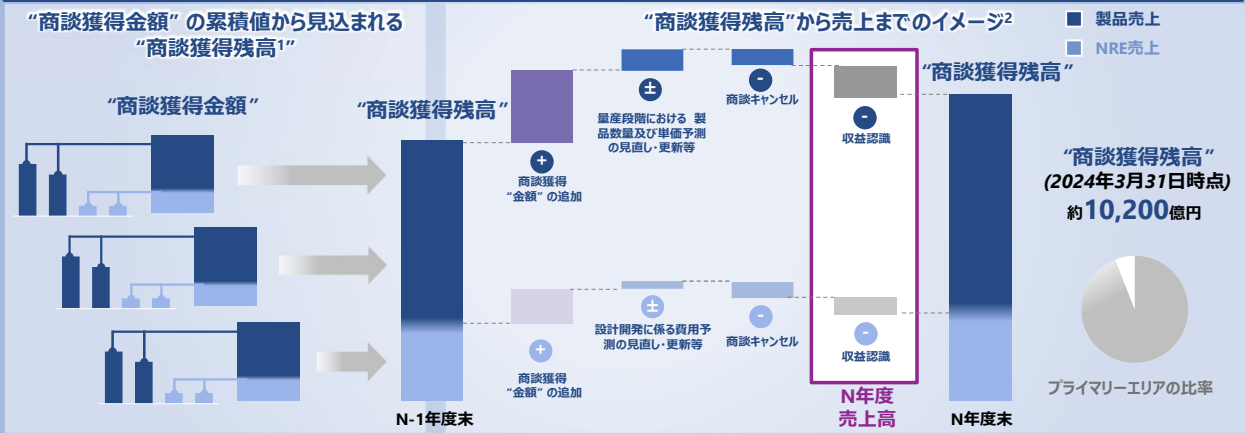 “商談獲得金額” の累積値から見込まれる
“商談獲得残高1”
“商談獲得残高”から売上までのイメージ2
製品売上
NRE売上
“商談獲得金額”
“商談獲得残高”
+
商談獲得
“金額” の追加
±
量産段階における 製
品数量及び単価予測
の見直し・更新等
-
商談キャンセル
-
収益認識
“商談獲得残高”
+
商談獲得
“金額” の追加
±
設計開発に係る費用予
測の見直し・更新等
-
商談キャンセル
-
収益認識
N-1年度末
N年度
売上高
N年度末
“商談獲得残高”
(2024年3月31日時点)
約10,200億円
プライマリーエリアの比率